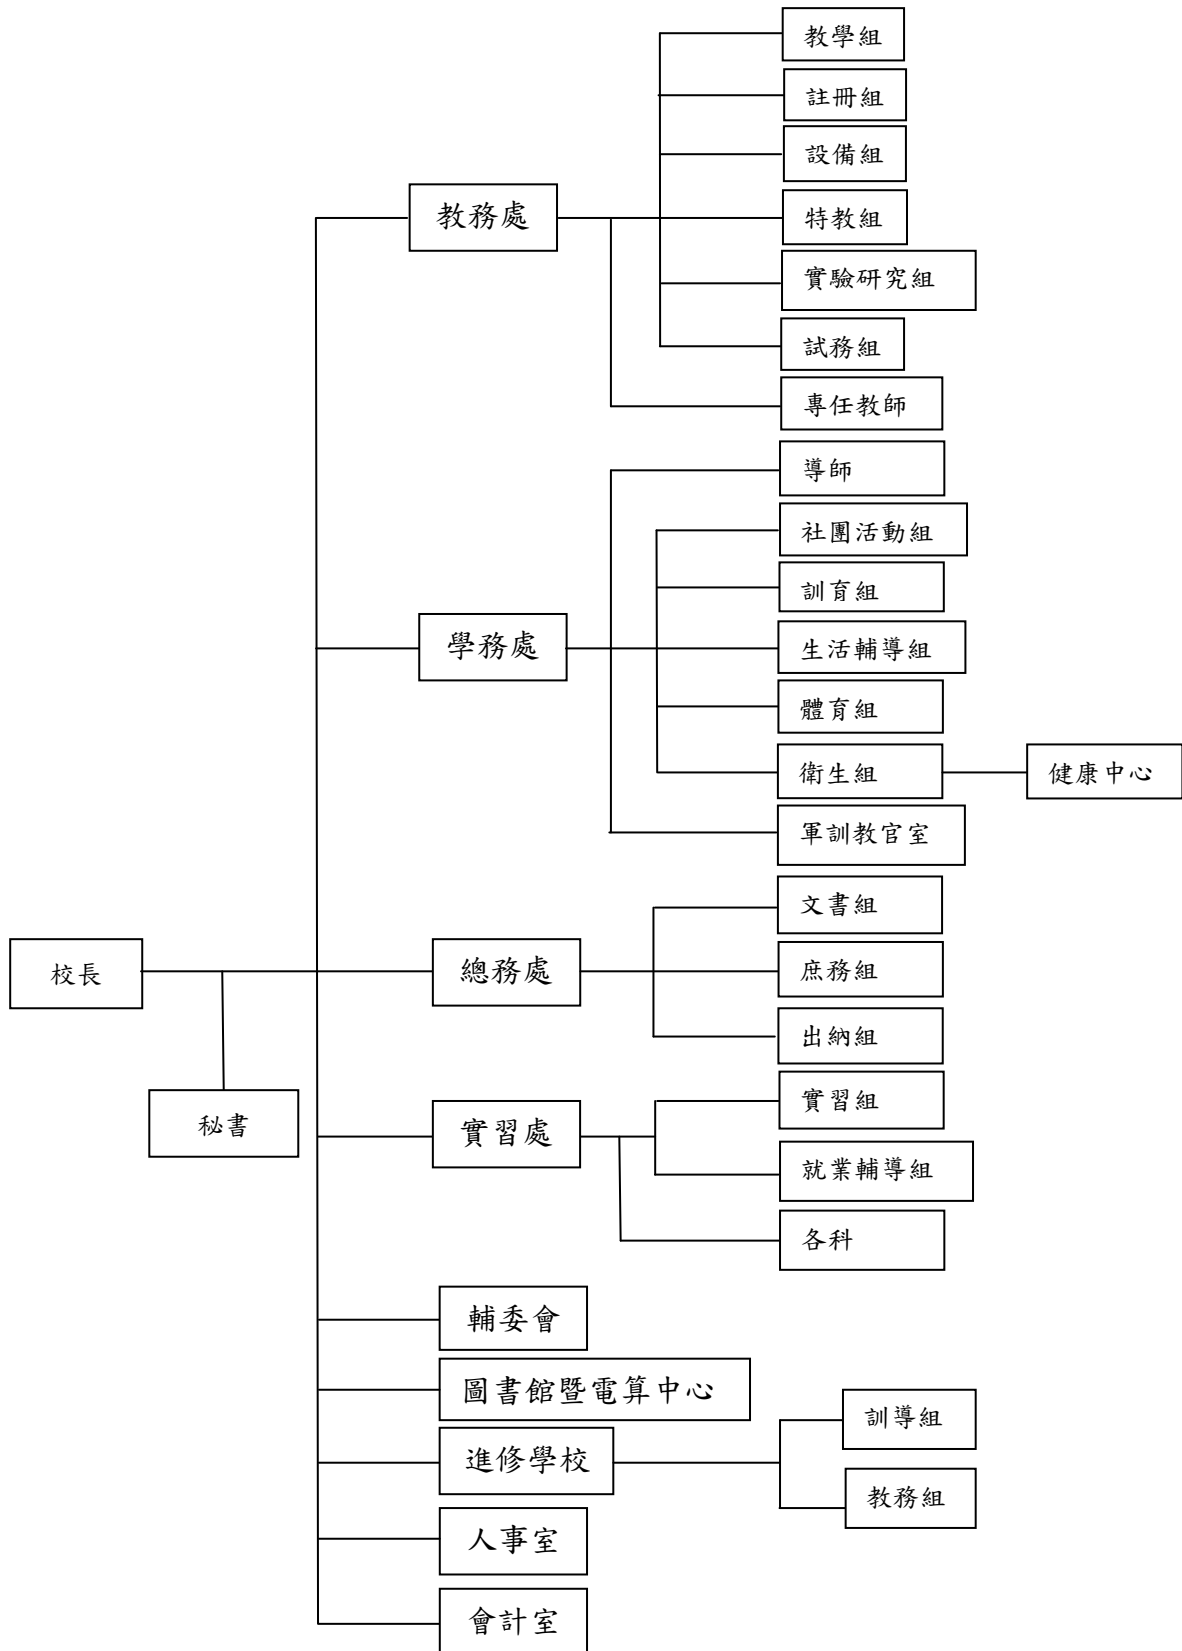 教學組
註冊組
設備組
教務處
特教組
實驗研究組
試務組
專任教師
導師
社團活動組
訓育組
學務處
生活輔導組
體育組
衛生組
健康中心
軍訓教官室
文書組
校長
總務處
庶務組
出納組
秘書
實習處
實習組
就業輔導組
各科
輔委會
圖書館暨電算中心
進修學校
訓導組
教務組
人事室
會計室